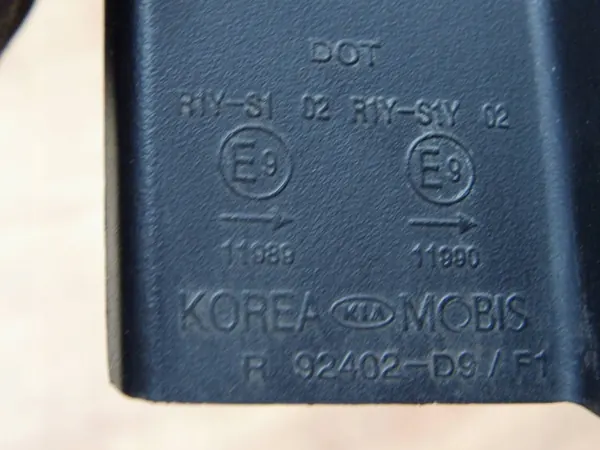 DOT
R1Y-S1 02 R1Y-S1Y 02
E9 E9
11989 11990
KOREA KIA MOBIS
R 92402-D9/F1